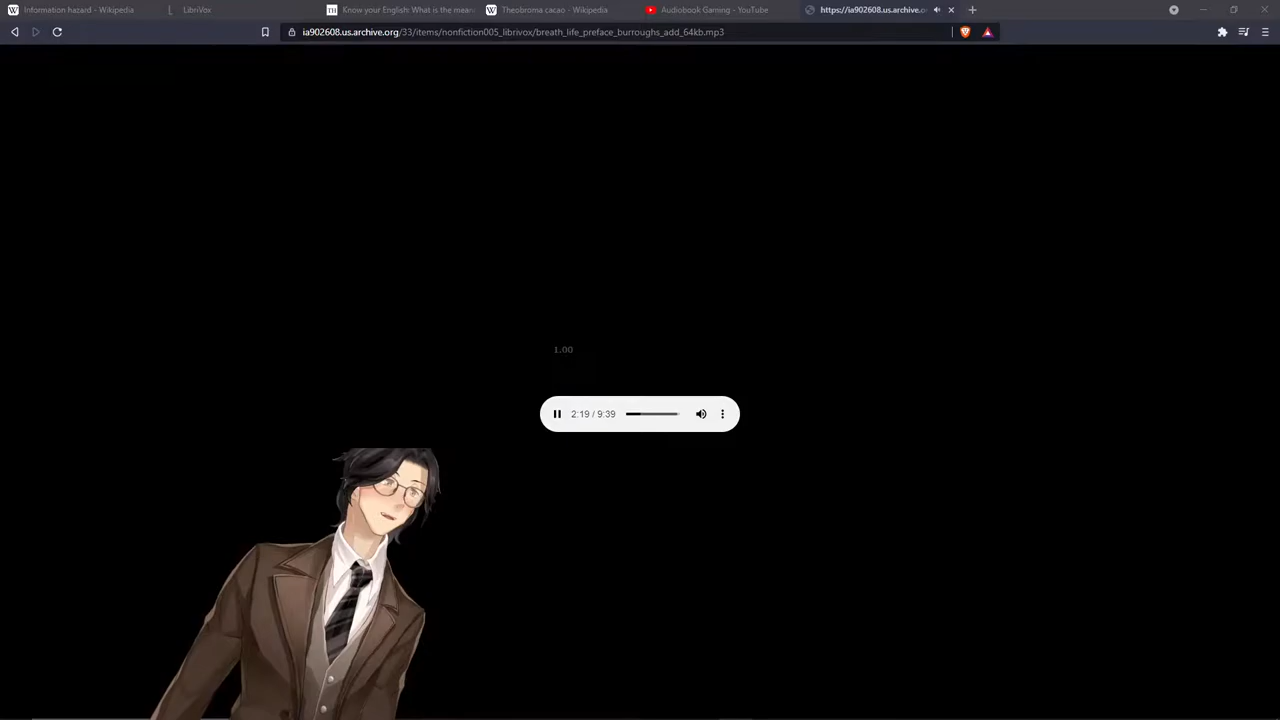 Information hazard - Wikipedia
LibriVox
Know your English: What is the mean
Theobroma cacao - Wikipedia
Audiobook Gaming - YouTube
https://ia902608.us.archive.o
ia902608.us.archive.org/33/items/nonfiction005_librivox/breath_life_preface_burroughs_add_64kb.mp3
1.00
2:19 / 9:39